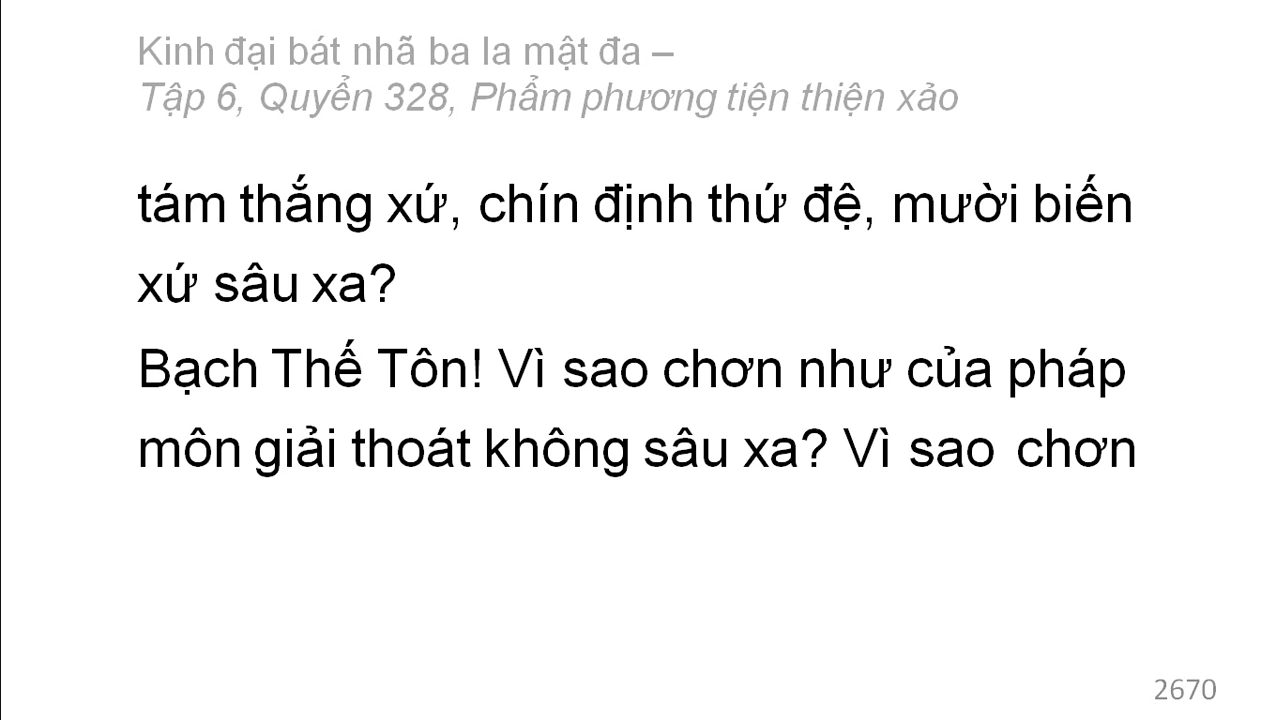 Kinh đại bát nhã ba la mật đa –
Tập 6, Quyển 328, Phẩm phương tiện thiện xảo
tám thắng xứ, chín định thứ đệ, mười biến
xứ sâu xa?
Bạch Thế Tôn! Vì sao chơn như của pháp
môn giải thoát không sâu xa? Vì sao chơn
2670